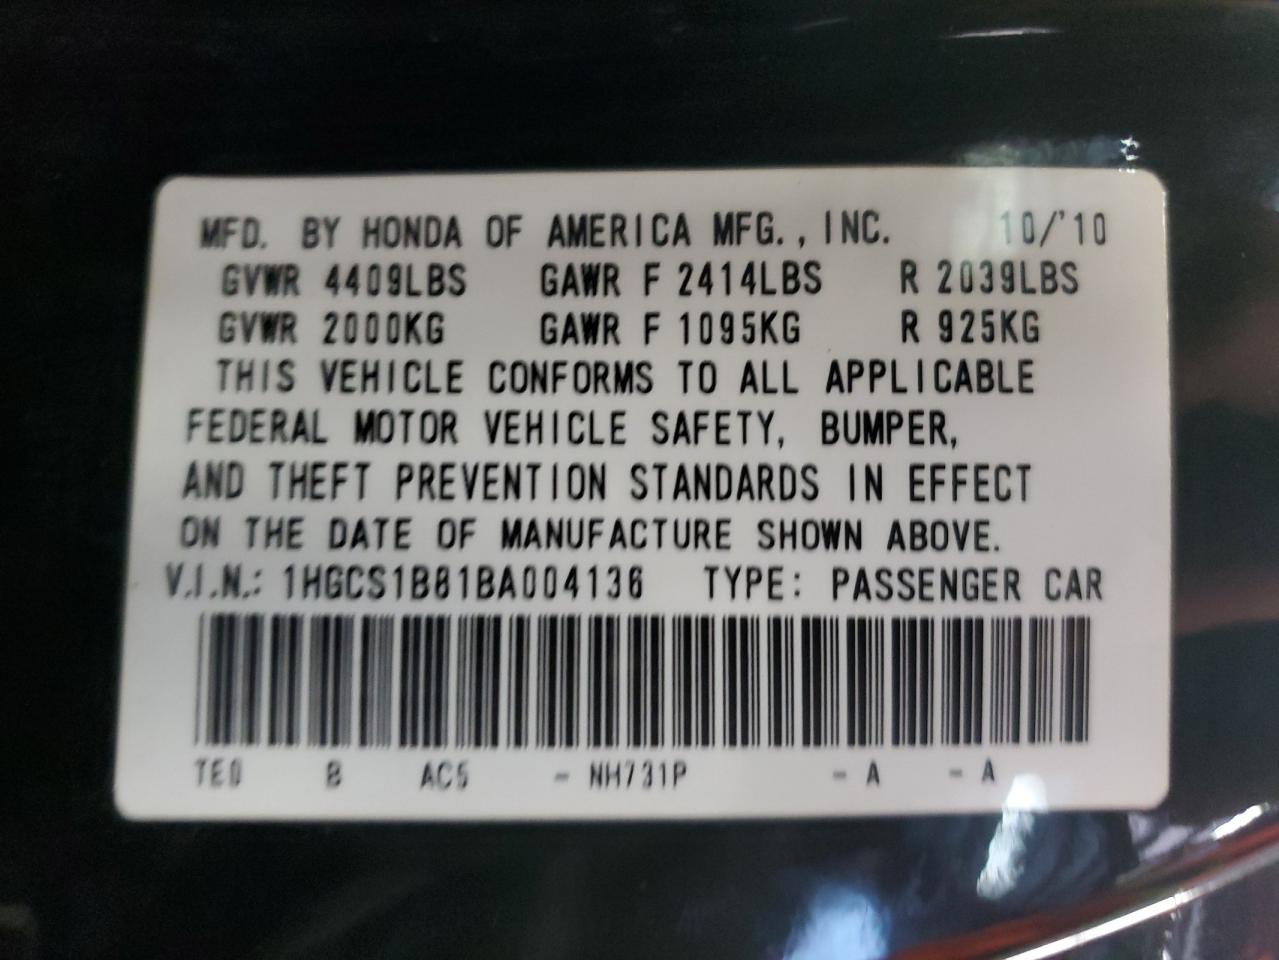 MFD. BY HONDA OF AMERICA MFG., INC. 10/'10
GVWR 4409LBS GAWR F 2414LBS R 2039LBS
GVWR 2000KG GAWR F 1095KG R 925KG
THIS VEHICLE CONFORMS TO ALL APPLICABLE
FEDERAL MOTOR VEHICLE SAFETY, BUMPER,
AND THEFT PREVENTION STANDARDS IN EFFECT
ON THE DATE OF MANUFACTURE SHOWN ABOVE.
V.I.N.: 1HGCS1B81BA004136 TYPE: PASSENGER CAR
TE0 B AC5 - NH731P - A - A